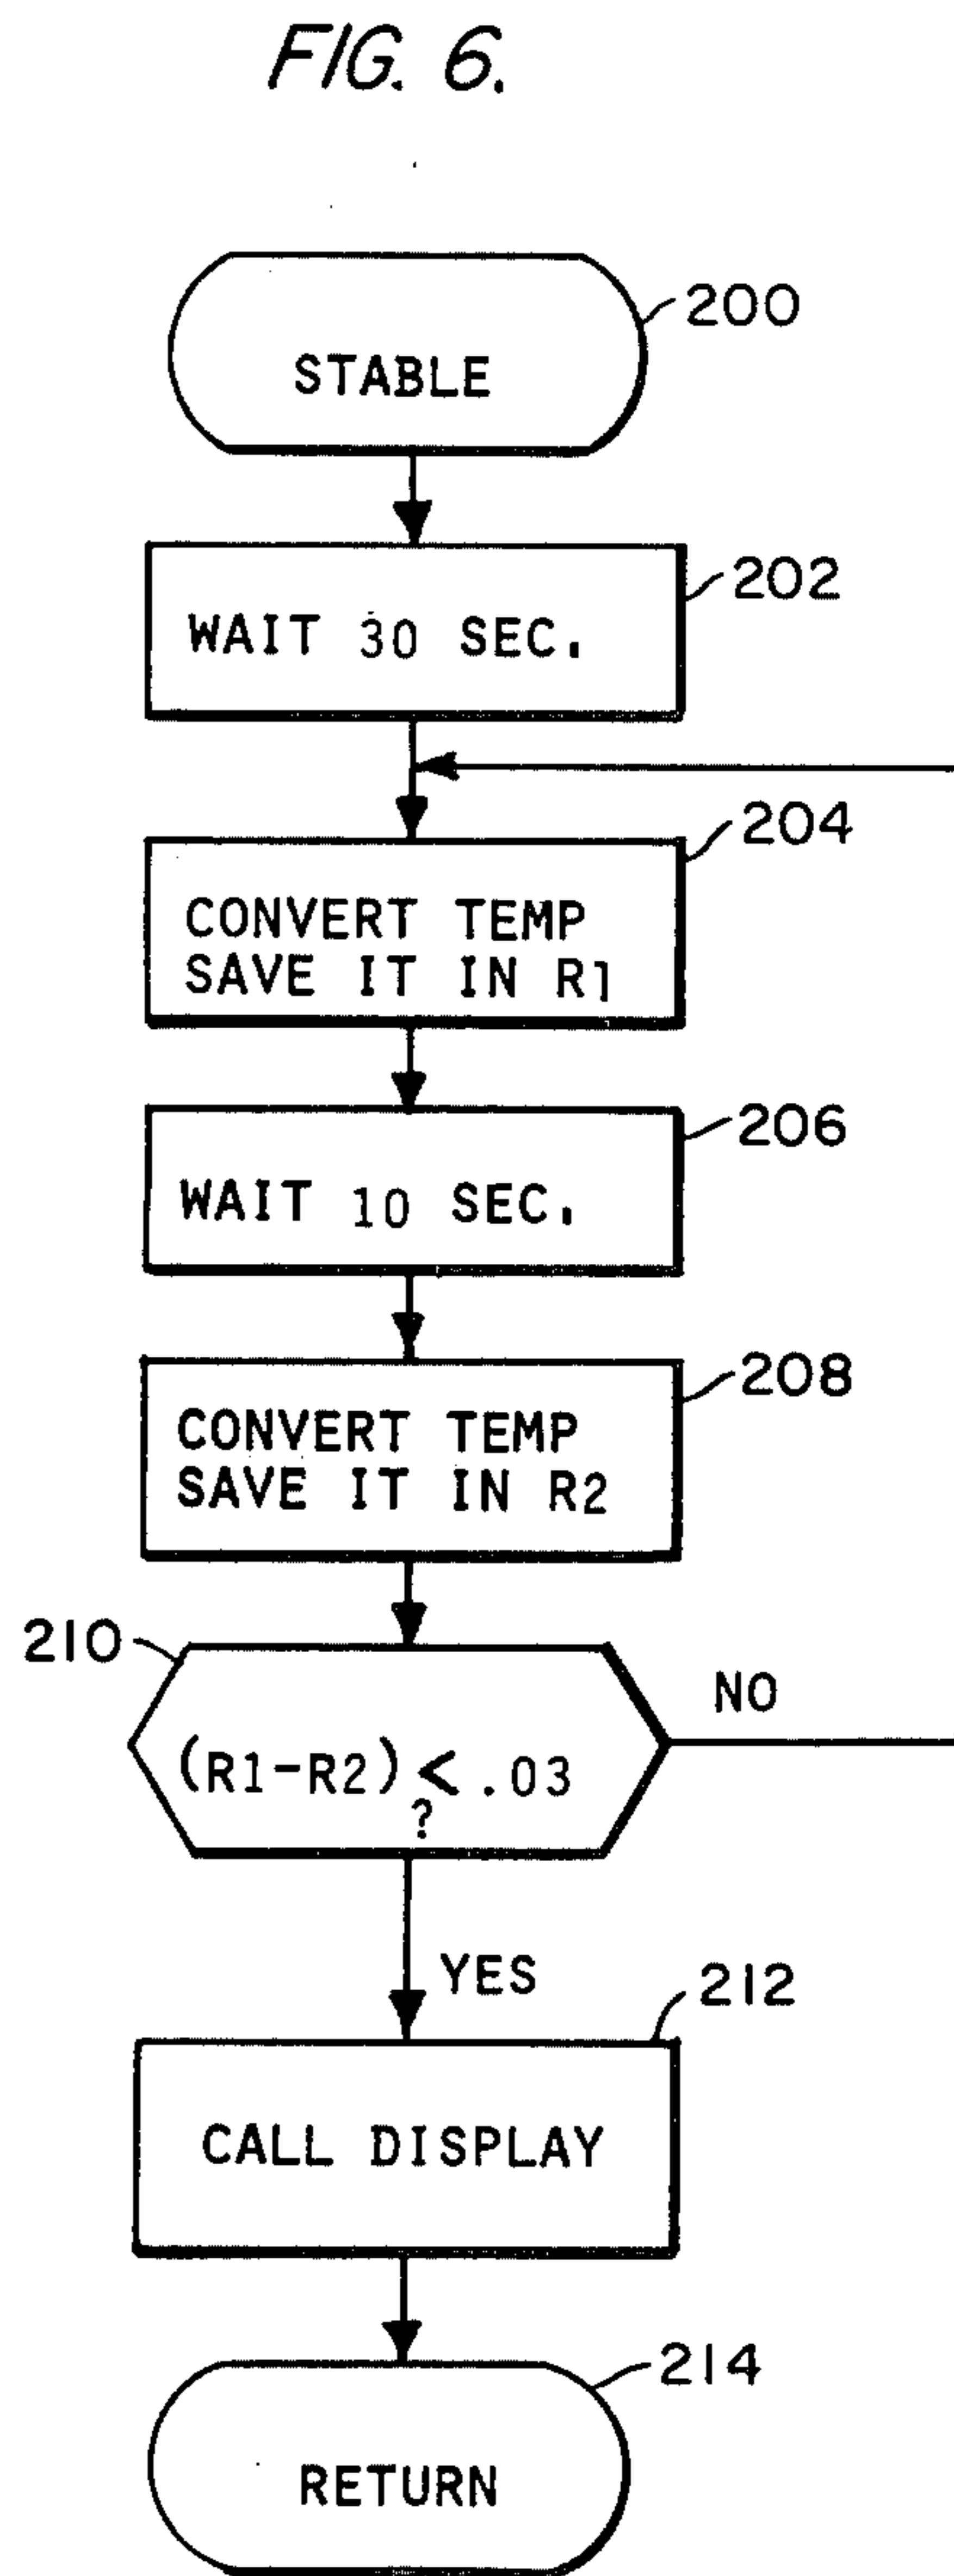 FIG. 6.
200
STABLE
202
WAIT 30 SEC.
204
CONVERT TEMP
SAVE IT IN R1
206
WAIT 10 SEC.
208
CONVERT TEMP
SAVE IT IN R2
210
NO
(R1-R2) < .03
?
YES
212
CALL DISPLAY
214
RETURN